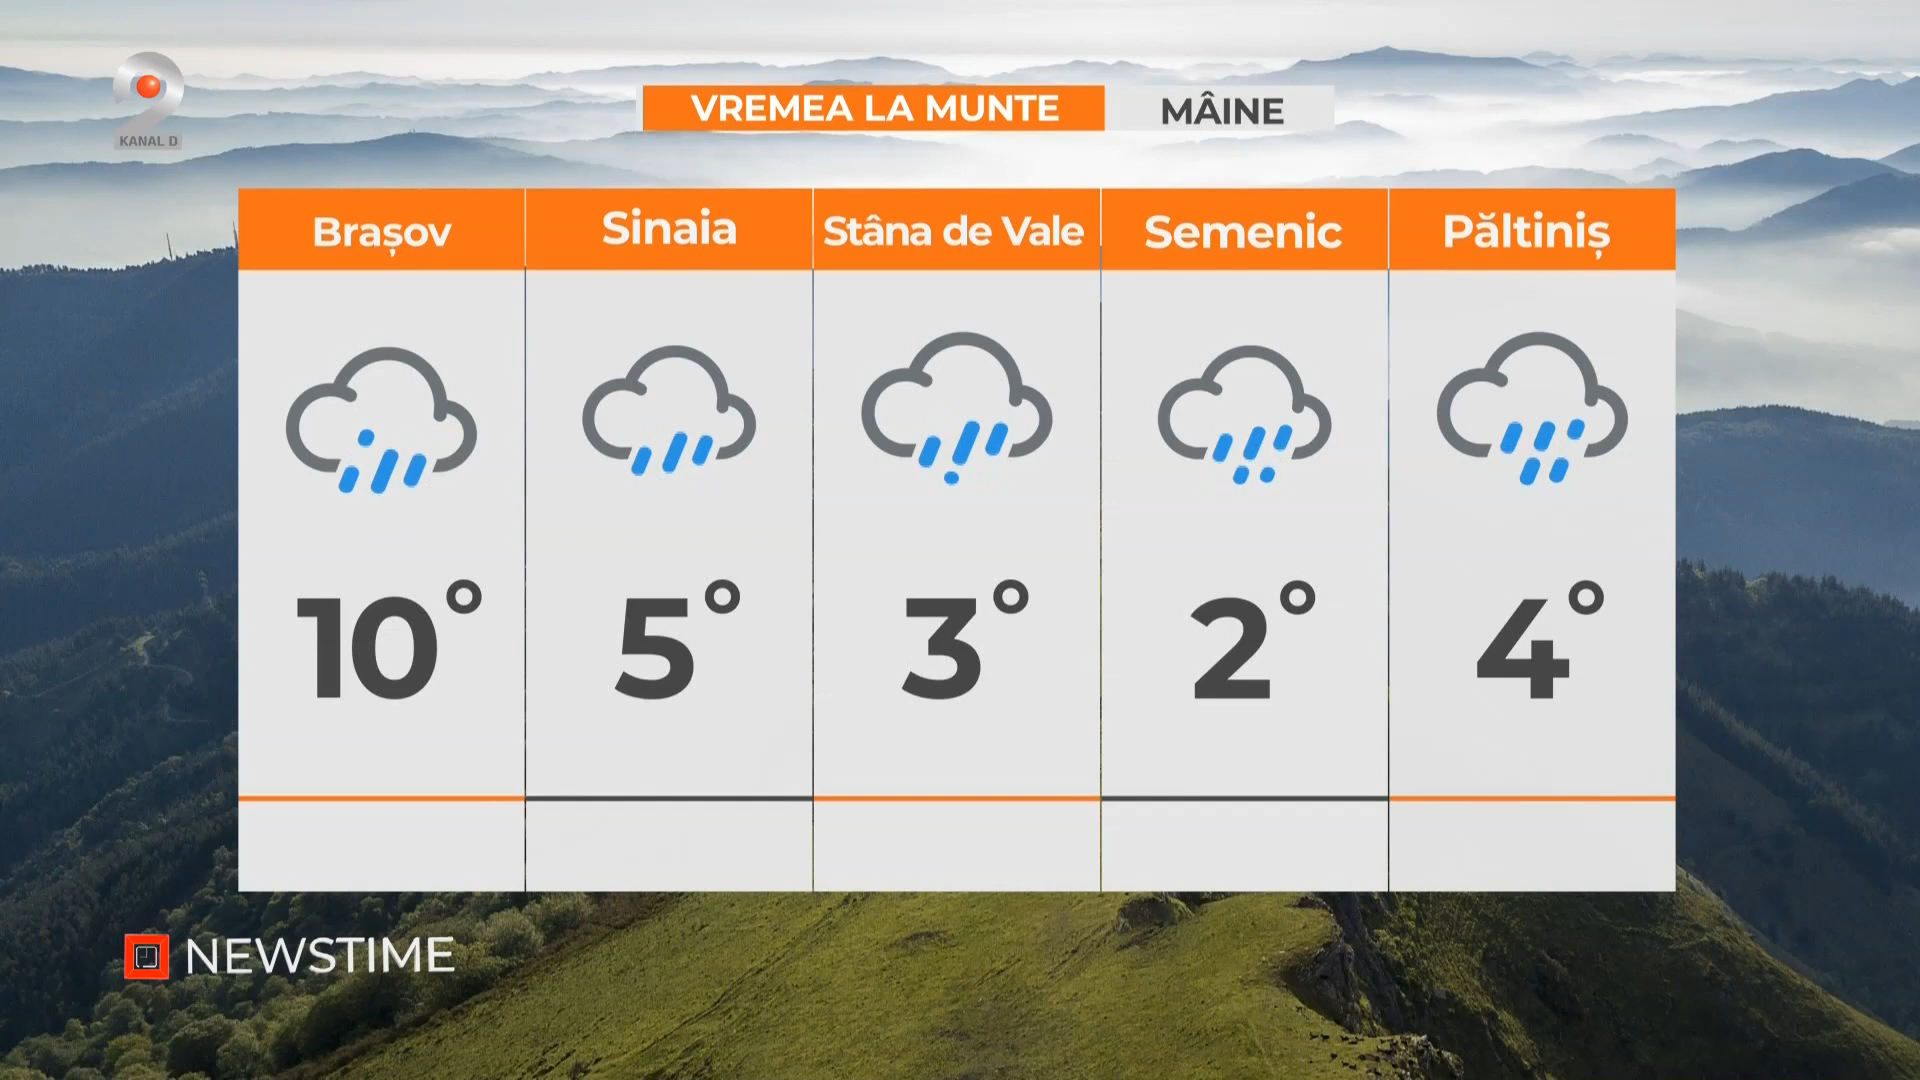 KANAL D
VREMEA LA MUNTE MÂINE
Brașov Sinaia Stâna de Vale Semenic Păltiniș
10° 5° 3° 2° 4°
NEWSTIME